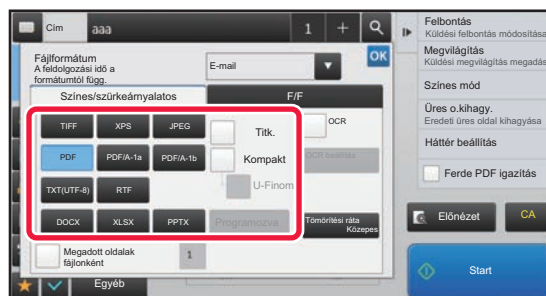 Cím
aaa
1
+
Fájlformátum
A feldolgozási idő a
formátumtól függ.
E-mail
OK
Színes/szürkeárnyalatos
F/F
TIFF
XPS
JPEG
Titk.
OCR
PDF
PDF/A-1a
PDF/A-1b
Kompakt
OCR beállítás
TXT(UTF-8)
RTF
U-Finom
DOCX
XLSX
PPTX
Programozva
Tömörítési ráta
Közepes
Megadott oldalak
fájlonként
1
Egyéb
Felbontás
Küldési felbontás módosítása
Megvilágítás
Küldési megvilágítás megadás
Színes mód
Üres o.kihagy.
Eredeti üres oldal kihagyása
Háttér beállítás
Ferde PDF igazítás
Előnézet
CA
Start